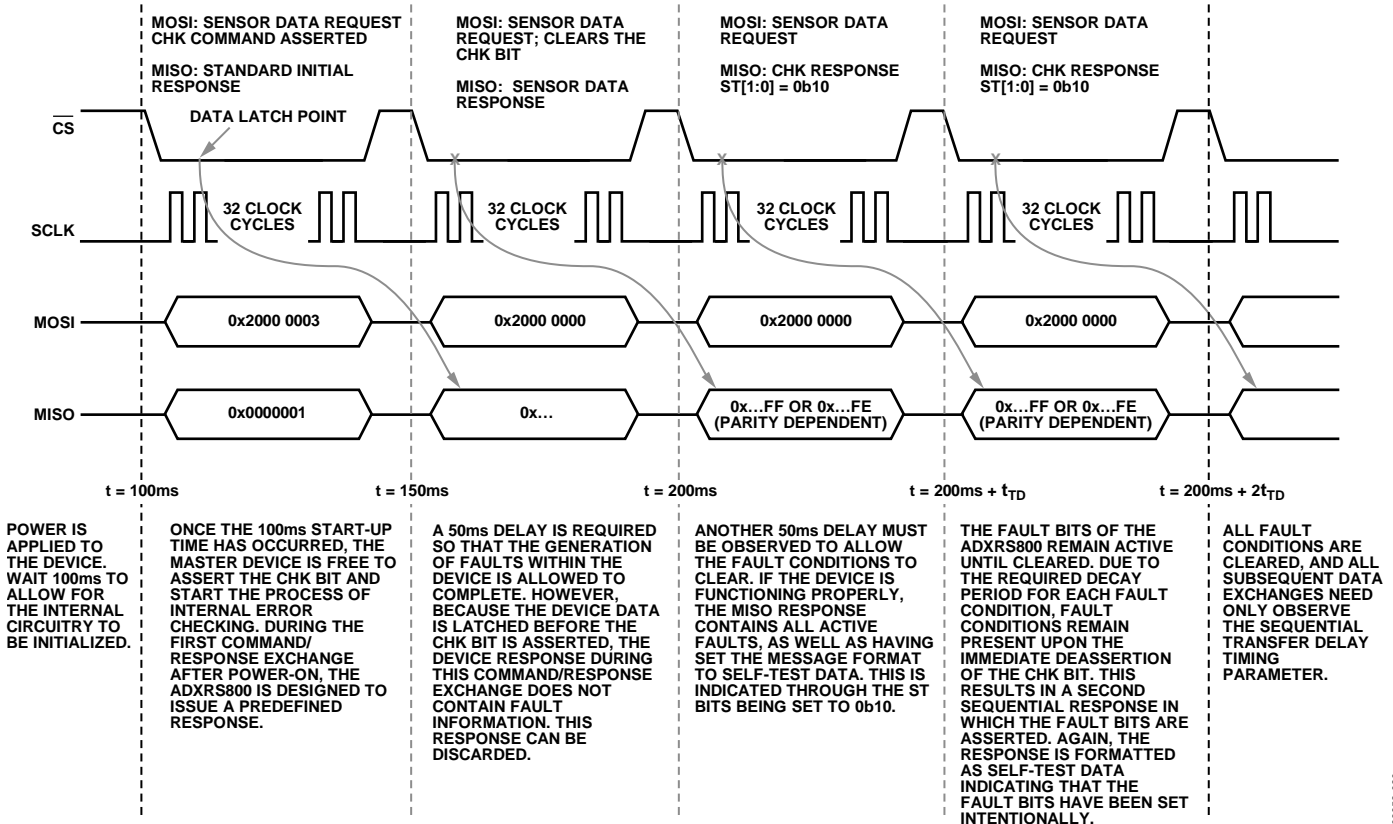 MOSI: SENSOR DATA REQUEST
CHK COMMAND ASSERTED
MISO: STANDARD INITIAL
RESPONSE
MOSI: SENSOR DATA
REQUEST; CLEARS THE
CHK BIT
MISO: SENSOR DATA
RESPONSE
MOSI: SENSOR DATA
REQUEST
MISO: CHK RESPONSE
ST[1:0] = 0b10
MOSI: SENSOR DATA
REQUEST
MISO: CHK RESPONSE
ST[1:0] = 0b10
DATA LATCH POINT
CS
X
X
X
SCLK
32 CLOCK
CYCLES
32 CLOCK
CYCLES
32 CLOCK
CYCLES
32 CLOCK
CYCLES
MOSI
0x2000 0003
0x2000 0000
0x2000 0000
0x2000 0000
MISO
0x0000001
0x...
0x...FF OR 0x...FE
(PARITY DEPENDENT)
0x...FF OR 0x...FE
(PARITY DEPENDENT)
t = 100ms
t = 150ms
t = 200ms
t = 200ms + tTD
t = 200ms + 2tTD
POWER IS
APPLIED TO
THE DEVICE.
WAIT 100ms TO
ALLOW FOR
THE INTERNAL
CIRCUITRY TO
BE INITIALIZED.
ONCE THE 100ms START-UP
TIME HAS OCCURRED, THE
MASTER DEVICE IS FREE TO
ASSERT THE CHK BIT AND
START THE PROCESS OF
INTERNAL ERROR
CHECKING. DURING THE
FIRST COMMAND/
RESPONSE EXCHANGE
AFTER POWER-ON, THE
ADXRS800 IS DESIGNED TO
ISSUE A PREDEFINED
RESPONSE.
A 50ms DELAY IS REQUIRED
SO THAT THE GENERATION
OF FAULTS WITHIN THE
DEVICE IS ALLOWED TO
COMPLETE. HOWEVER,
BECAUSE THE DEVICE DATA
IS LATCHED BEFORE THE
CHK BIT IS ASSERTED, THE
DEVICE RESPONSE DURING
THIS COMMAND/RESPONSE
EXCHANGE DOES NOT
CONTAIN FAULT
INFORMATION. THIS
RESPONSE CAN BE
DISCARDED.
ANOTHER 50ms DELAY MUST
BE OBSERVED TO ALLOW
THE FAULT CONDITIONS TO
CLEAR. IF THE DEVICE IS
FUNCTIONING PROPERLY,
THE MISO RESPONSE
CONTAINS ALL ACTIVE
FAULTS, AS WELL AS HAVING
SET THE MESSAGE FORMAT
TO SELF-TEST DATA. THIS IS
INDICATED THROUGH THE ST
BITS BEING SET TO 0b10.
THE FAULT BITS OF THE
ADXRS800 REMAIN ACTIVE
UNTIL CLEARED. DUE TO
THE REQUIRED DECAY
PERIOD FOR EACH FAULT
CONDITION, FAULT
CONDITIONS REMAIN
PRESENT UPON THE
IMMEDIATE DEASSERTION
OF THE CHK BIT. THIS
RESULTS IN A SECOND
SEQUENTIAL RESPONSE IN
WHICH THE FAULT BITS ARE
ASSERTED. AGAIN, THE
RESPONSE IS FORMATTED
AS SELF-TEST DATA
INDICATING THAT THE
FAULT BITS HAVE BEEN SET
INTENTIONALLY.
ALL FAULT
CONDITIONS ARE
CLEARED, AND ALL
SUBSEQUENT DATA
EXCHANGES NEED
ONLY OBSERVE
THE SEQUENTIAL
TRANSFER DELAY
TIMING
PARAMETER.